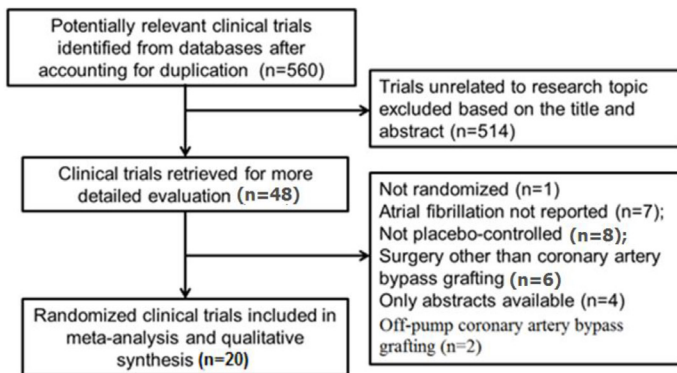 Potentially relevant clinical trials
identified from databases after
accounting for duplication (n=560)
Trials unrelated to research topic
excluded based on the title and
abstract (n=514)
Clinical trials retrieved for more
detailed evaluation (n=48)
Not randomized (n=1)
Atrial fibrillation not reported (n=7);
Not placebo-controlled (n=8);
Surgery other than coronary artery
bypass grafting (n=6)
Only abstracts available (n=4)
Off-pump coronary artery bypass
grafting (n=2)
Randomized clinical trials included in
meta-analysis and qualitative
synthesis (n=20)